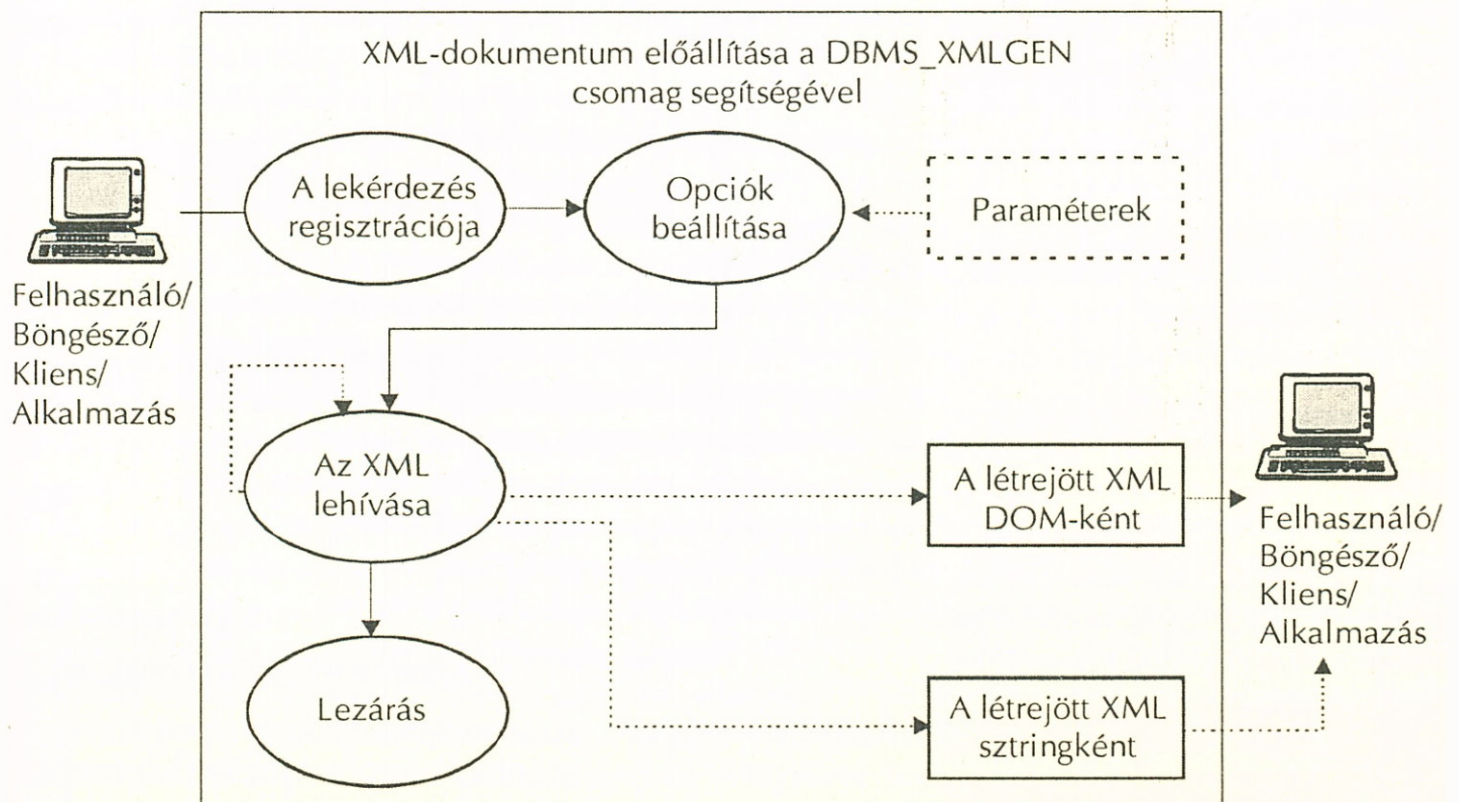 XML-dokumentum előállítása a DBMS_XMLGEN
csomag segítségével
A lekérdezés
regisztrációja
Opciók
beállítása
Paraméterek
Felhasználó/
Böngésző/
Kliens/
Alkalmazás
Az XML
lehívása
A létrejött XML
DOM-ként
Felhasználó/
Böngésző/
Kliens/
Alkalmazás
Lezárás
A létrejött XML
sztringként